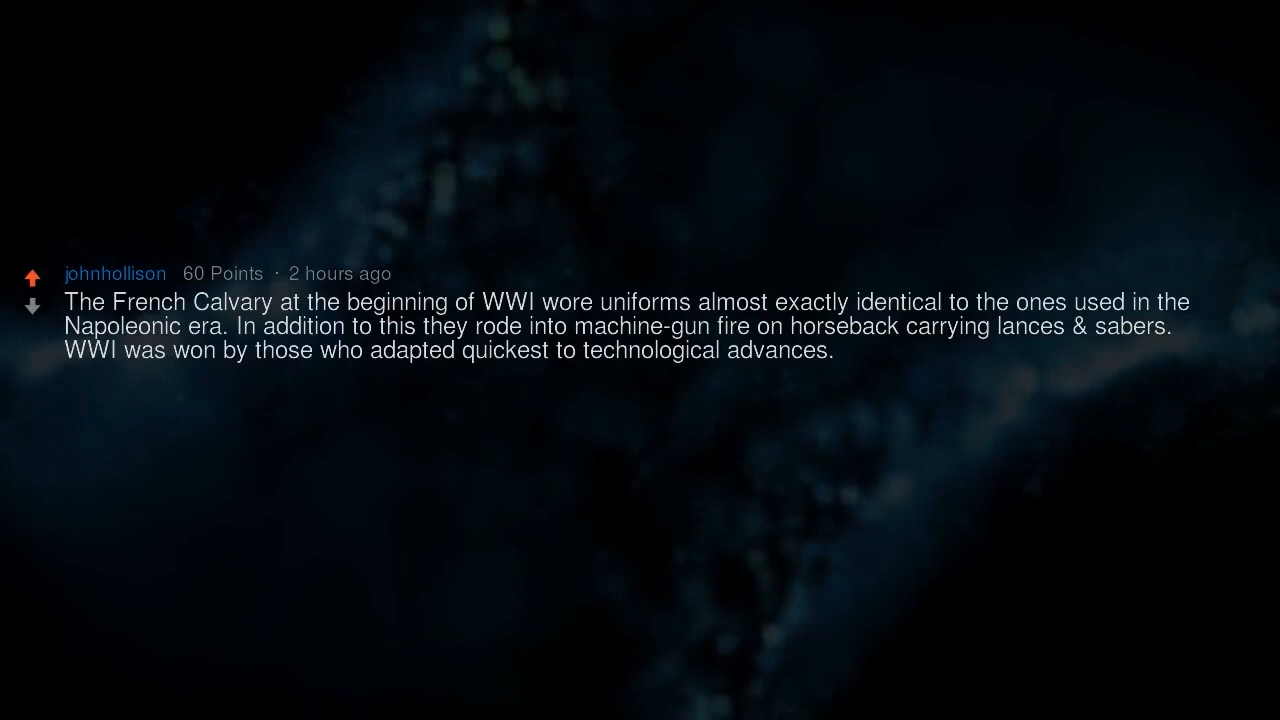 johnhollison 60 Points · 2 hours ago
The French Calvary at the beginning of WWI wore uniforms almost exactly identical to the ones used in the
Napoleonic era. In addition to this they rode into machine-gun fire on horseback carrying lances & sabers.
WWI was won by those who adapted quickest to technological advances.